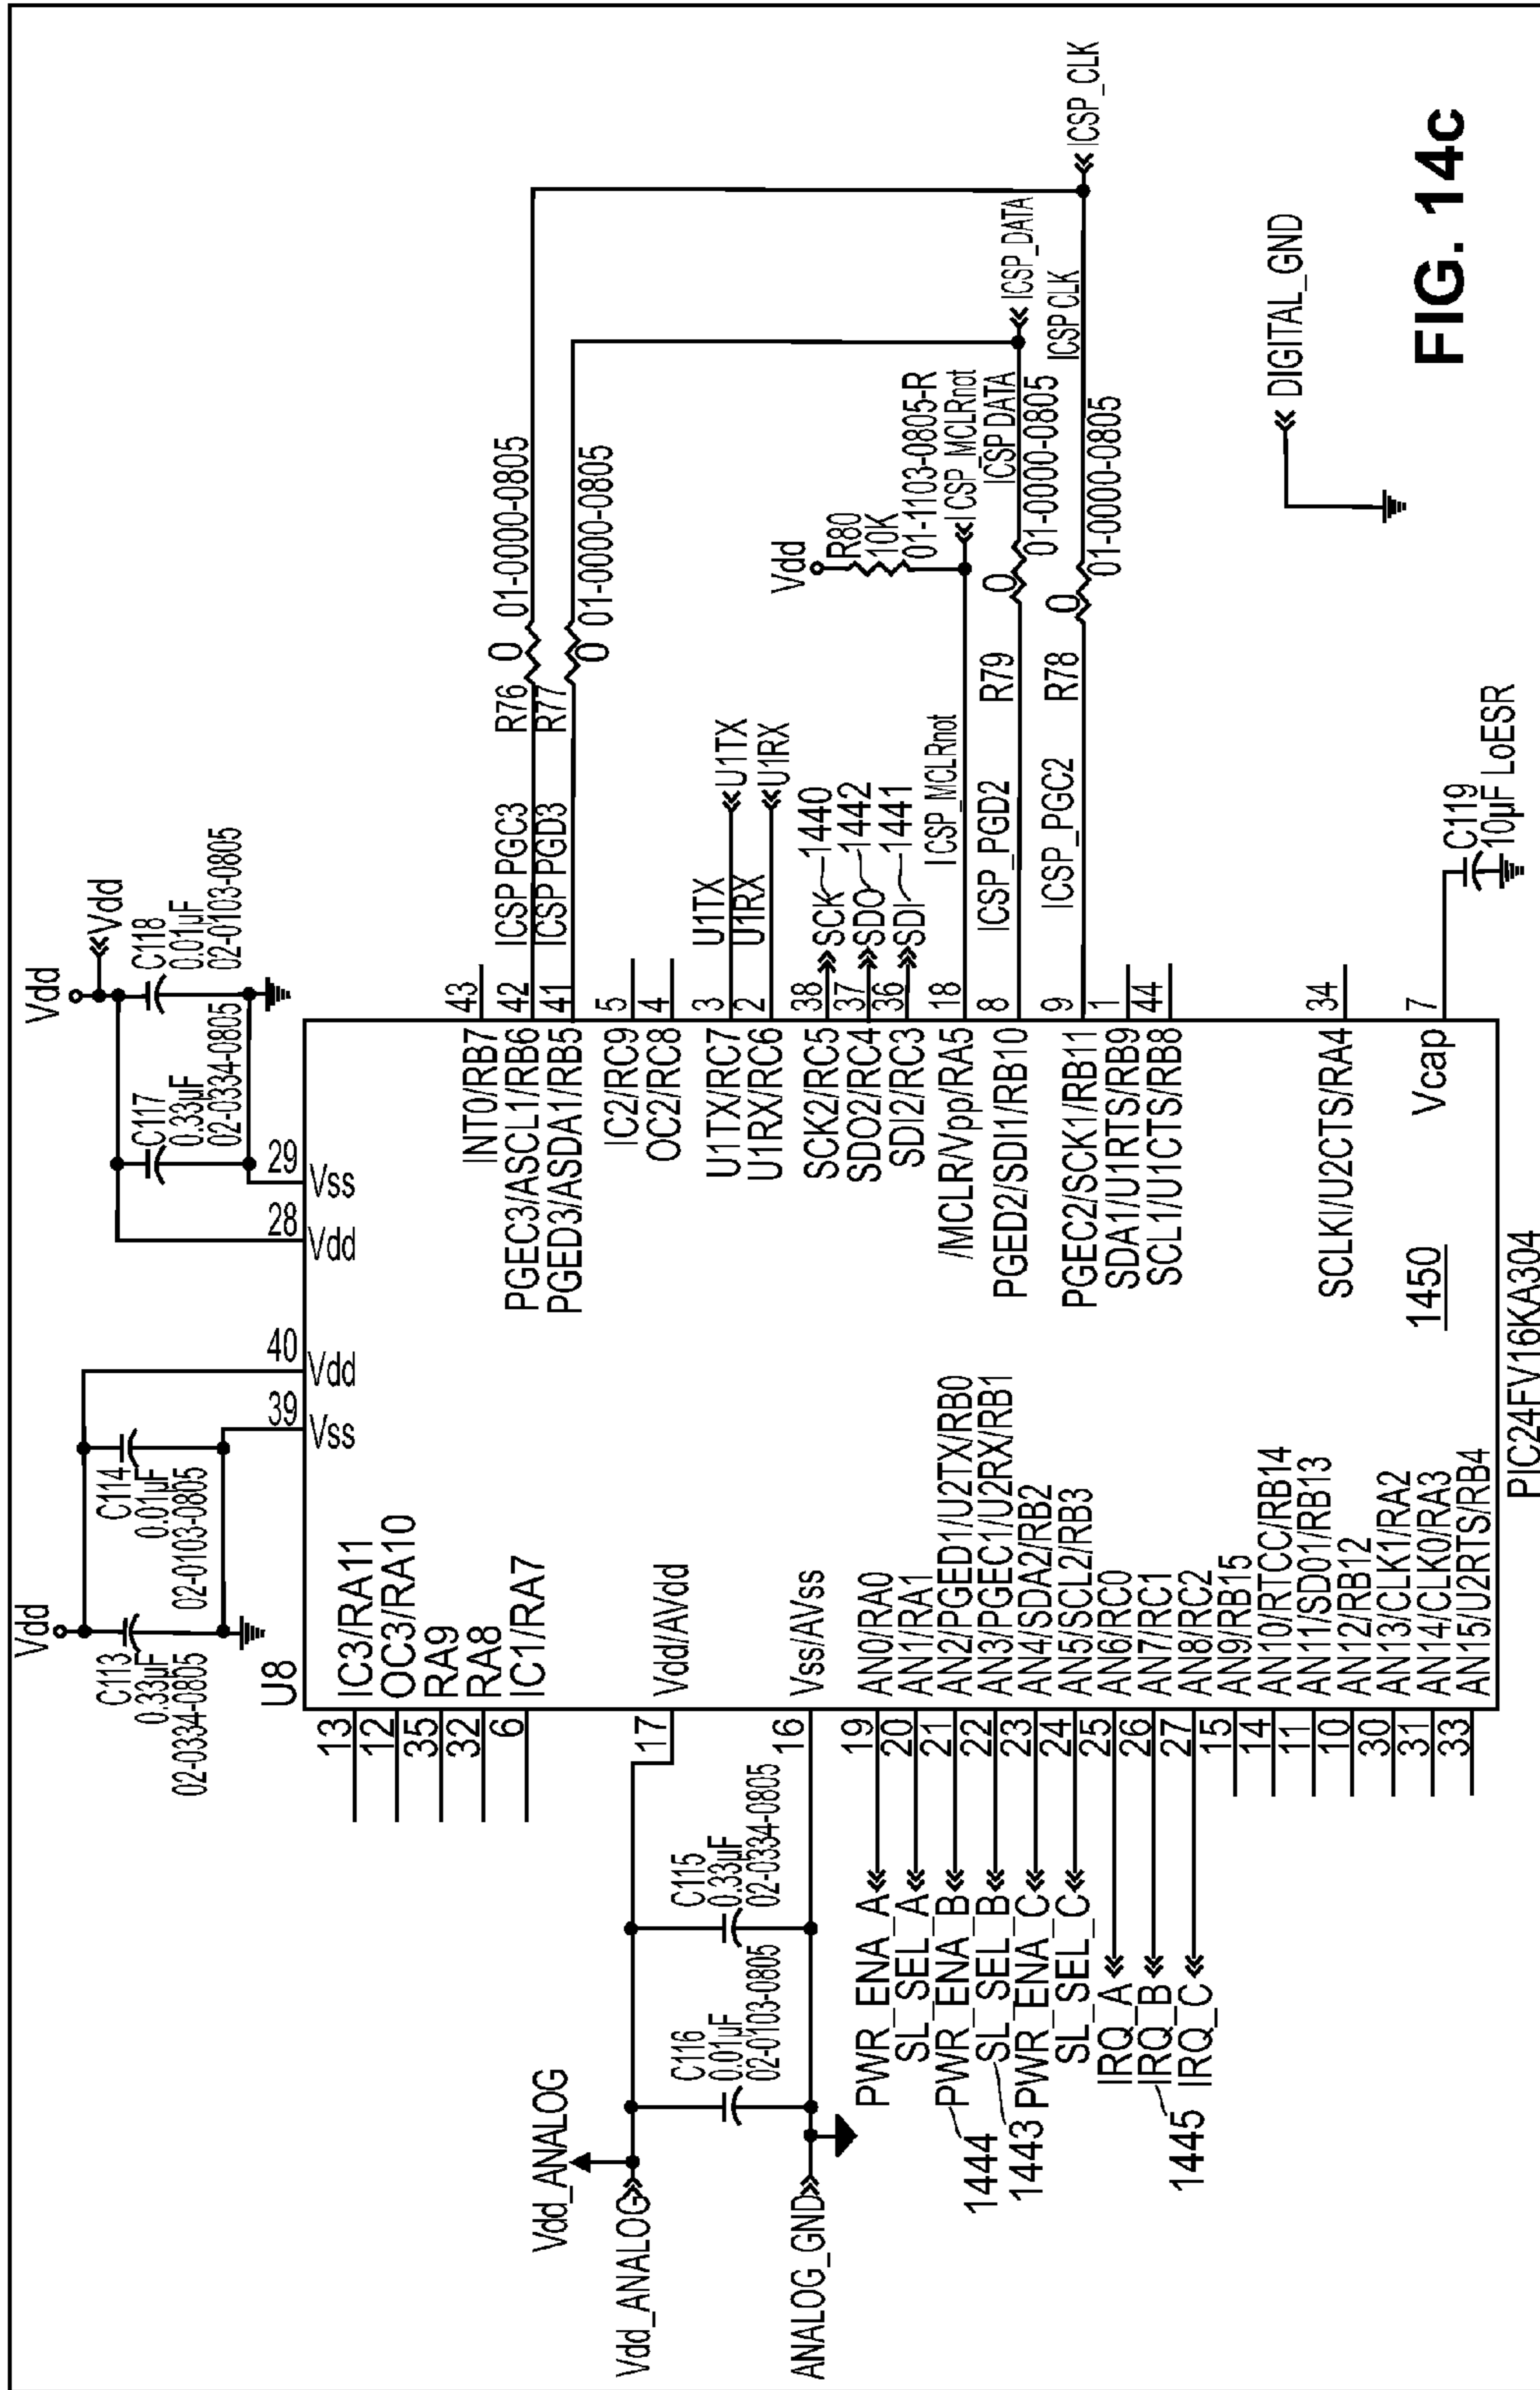 Vdd
C113
0.33µF
02-0334-0805
C114
0.01µF
02-0103-0805
39
40
Vss
Vdd
Vdd
Vdd
C117
0.33µF
02-0334-0805
C118
0.01µF
02-0103-0805
28
29
Vdd
Vss
U8
13 IC3/RA11
12 OC3/RA10
35 RA9
32 RA8
6 IC1/RA7
Vdd_ANALOG
Vdd_ANALOG
17 Vdd/AVdd
C116
0.01µF
02-0103-0805
C115
0.33µF
02-0334-0805
ANALOG_GND
16 Vss/AVss
PWR_ENA_A 19 AN0/RA0
SL_SEL_A 20 AN1/RA1
PWR_ENA_B 21 AN2/PGED1/U2TX/RB0
1444
SL_SEL_B 22 AN3/PGEC1/U2RX/RB1
1443
PWR_ENA_C 23 AN4/SDA2/RB2
SL_SEL_C 24 AN5/SCL2/RB3
IRQ_A 25 AN6/RC0
IRQ_B 26 AN7/RC1
1445
IRQ_C 27 AN8/RC2
15 AN9/RB15
14 AN10/RTCC/RB14
11 AN11/SD01/RB13
10 AN12/RB12
30 AN13/CLK1/RA2
31 AN14/CLK0/RA3
33 AN15/U2RTS/RB4
INT0/RB7 43
PGEC3/ASCL1/RB6 42 ICSP PGC3 R76 0 01-0000-0805
PGED3/ASDA1/RB5 41 ICSP PGD3 R77 0 01-0000-0805
IC2/RC9 5
OC2/RC8 4
U1TX/RC7 3 U1TX U1TX
U1RX/RC6 2 U1RX U1RX
SCK2/RC5 38 SCK 1440
SDO2/RC4 37 SDO 1442
SDI2/RC3 36 SDI 1441
Vdd
R80
10K
01-1103-0805-R
/MCLR/Vpp/RA5 18 ICSP_MCLRnot ICSP_MCLRnot
PGED2/SDI1/RB10 8 ICSP_PGD2 R79 0 01-0000-0805 ICSP DATA ICSP_DATA
PGEC2/SCK1/RB11 9 ICSP_PGC2 R78 0 01-0000-0805 ICSP CLK ICSP_CLK
SDA1/U1RTS/RB9 1
SCL1/U1CTS/RB8 44
SCLKI/U2CTS/RA4 34
Vcap 7
C119
10µF LoESR
DIGITAL_GND
1450
PIC24FV16KA304
FIG. 14c